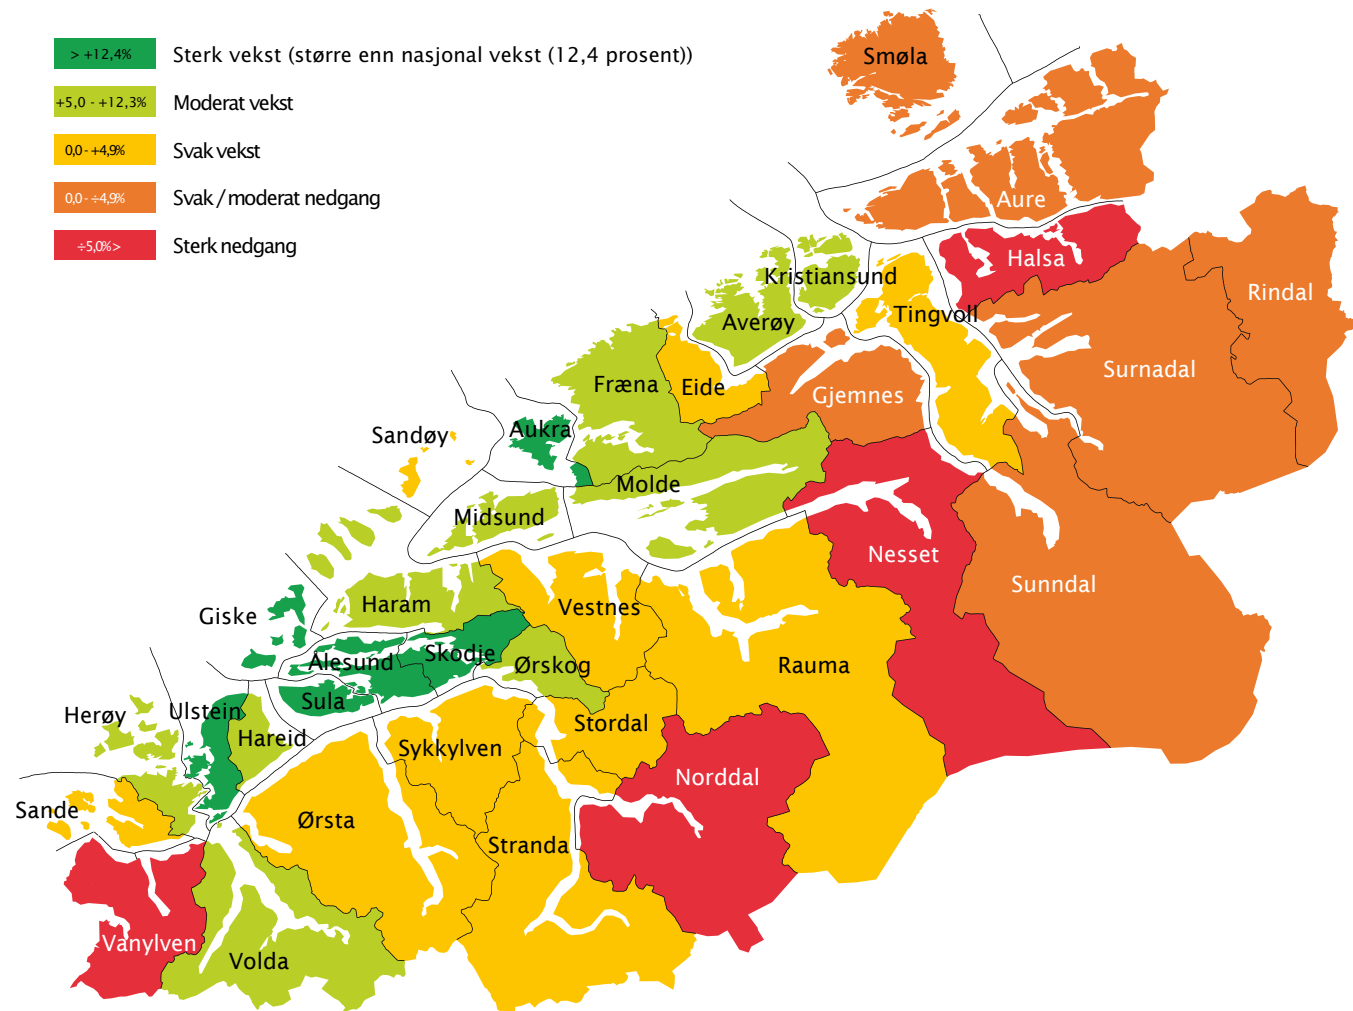 > +12,4% Sterk vekst (større enn nasjonal vekst (12,4 prosent))
+5,0 - +12,3% Moderat vekst
0,0 - +4,9% Svak vekst
0,0 - ÷4,9% Svak / moderat nedgang
÷5,0% > Sterk nedgang
Smøla
Aure
Halsa
Kristiansund
Rindal
Tingvoll
Averøy
Surnadal
Fræna
Eide
Gjemnes
Aukra
Sandøy
Molde
Midsund
Nesset
Sunndal
Haram
Vestnes
Giske
Ålesund
Skodje
Ørskog
Rauma
Sula
Ulstein
Herøy
Stordal
Hareid
Sykkylven
Norddal
Sande
Ørsta
Stranda
Vanylven
Volda